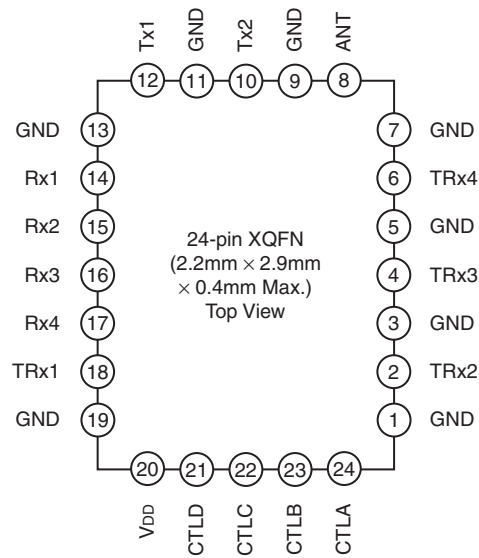 Tx1 GND Tx2 GND ANT
12 11 10 9 8
GND 13 7 GND
Rx1 14 6 TRx4
Rx2 15 5 GND
24-pin XQFN
(2.2mm × 2.9mm
× 0.4mm Max.)
Top View
Rx3 16 4 TRx3
Rx4 17 3 GND
TRx1 18 2 TRx2
GND 19 1 GND
20 21 22 23 24
VDD CTLD CTLC CTLB CTLA